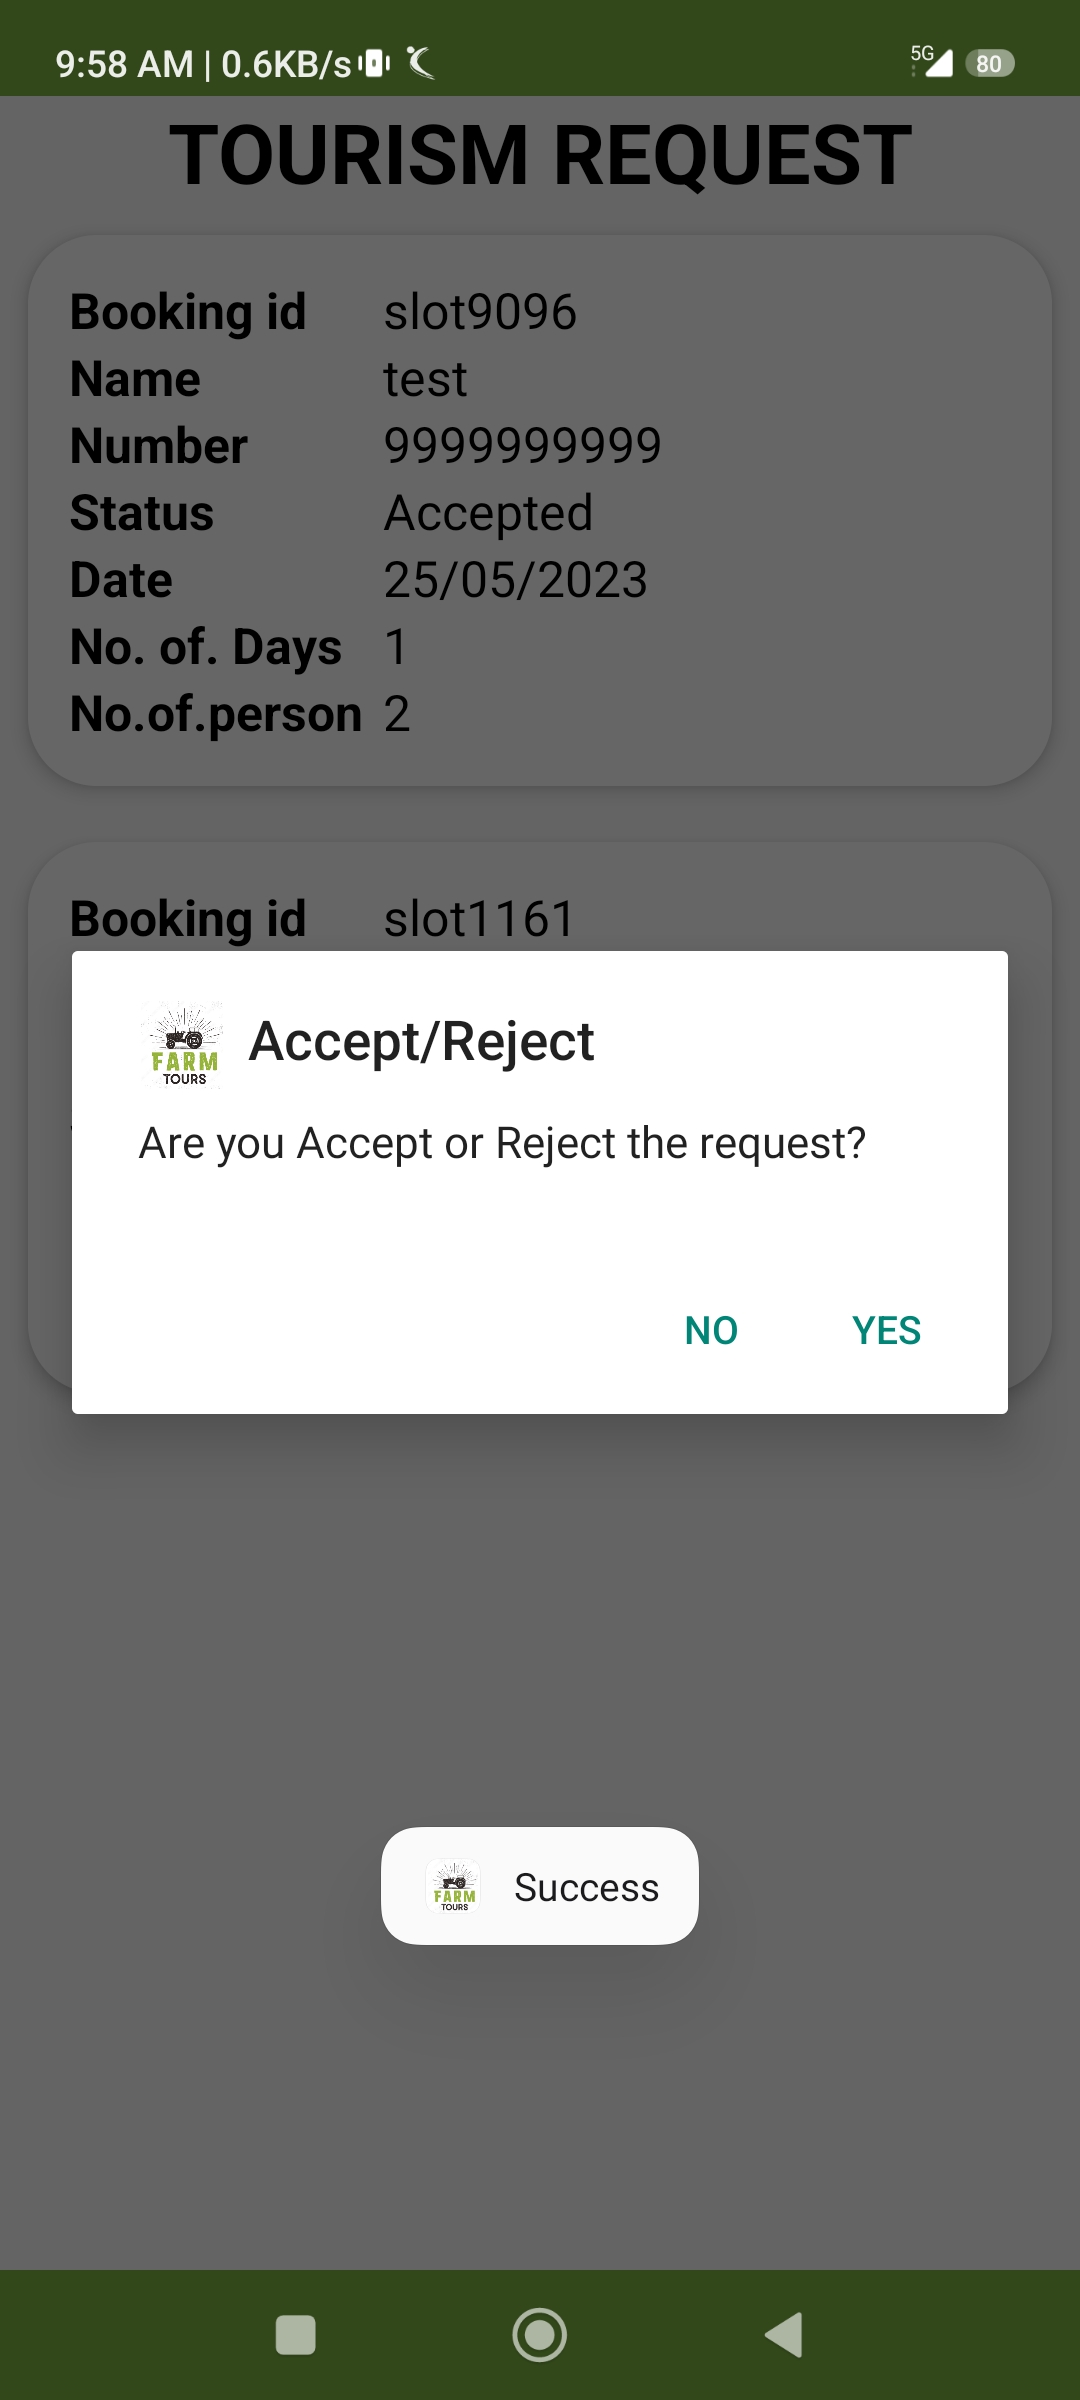 9:58 AM | 0.6KB/s
5G
80
TOURISM REQUEST
Booking id slot9096
Name test
Number 9999999999
Status Accepted
Date 25/05/2023
No. of. Days 1
No.of.person 2
Booking id slot1161
FARM
TOURS
Accept/Reject
Are you Accept or Reject the request?
NO YES
FARM
TOURS
Success